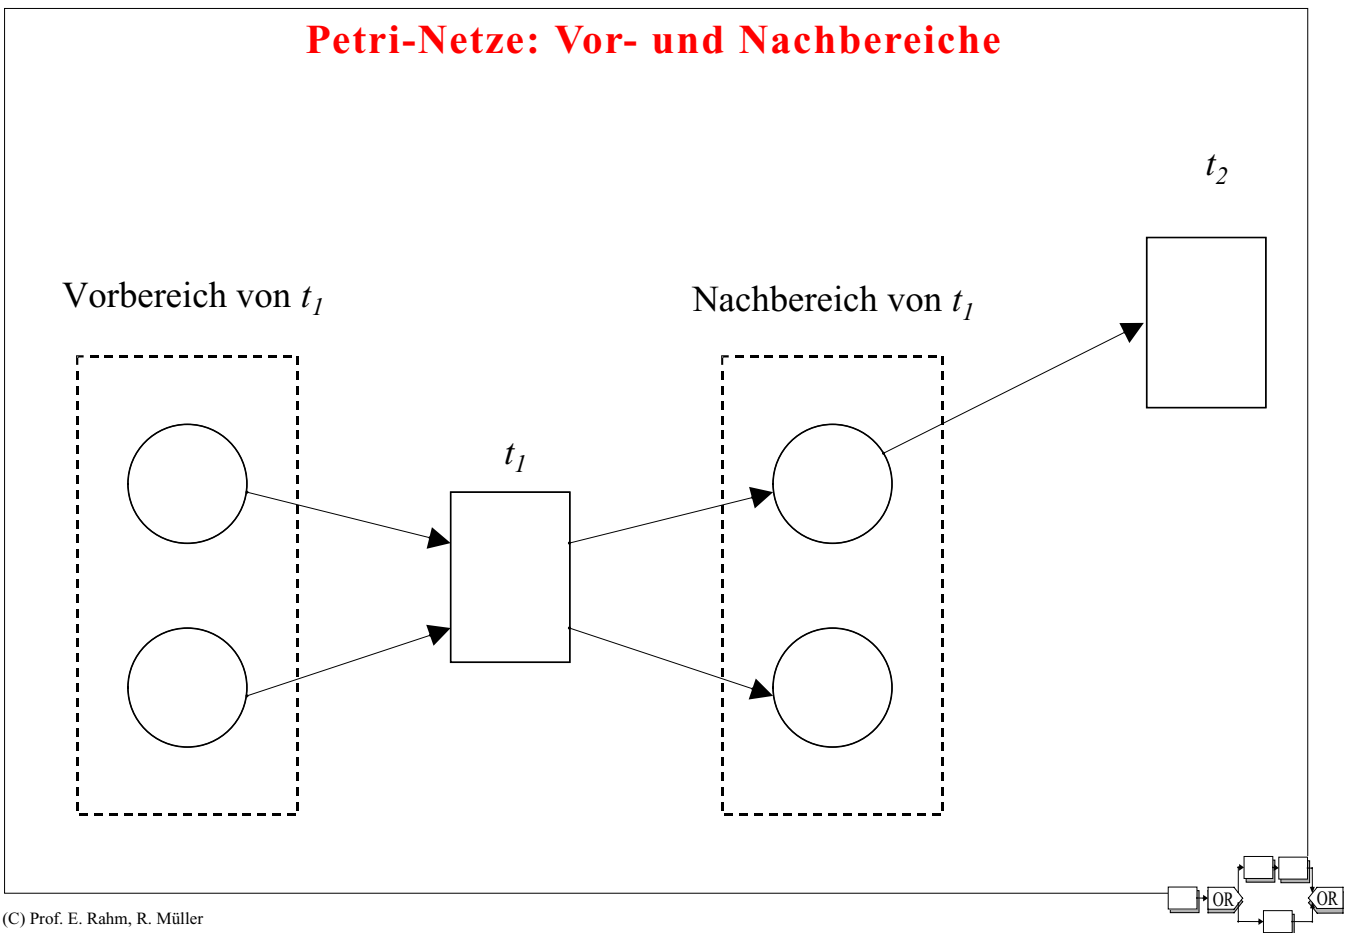 Petri-Netze: Vor- und Nachbereiche
t2
Vorbereich von t1
Nachbereich von t1
t1
OR
OR
(C) Prof. E. Rahm, R. Müller